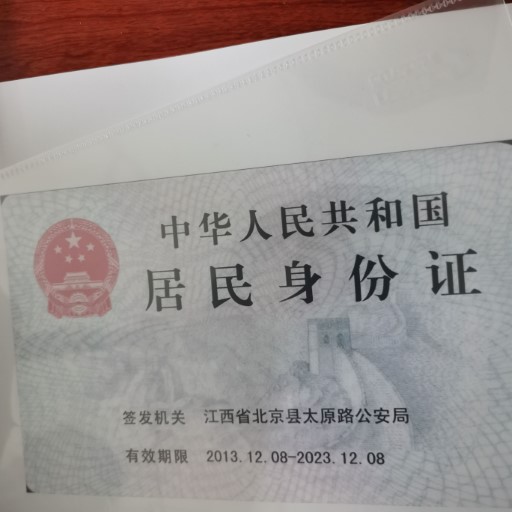 中华人民共和国
居民身份证
签发机关 江西省北京县太原路公安局
有效期限 2013.12.08-2023.12.08